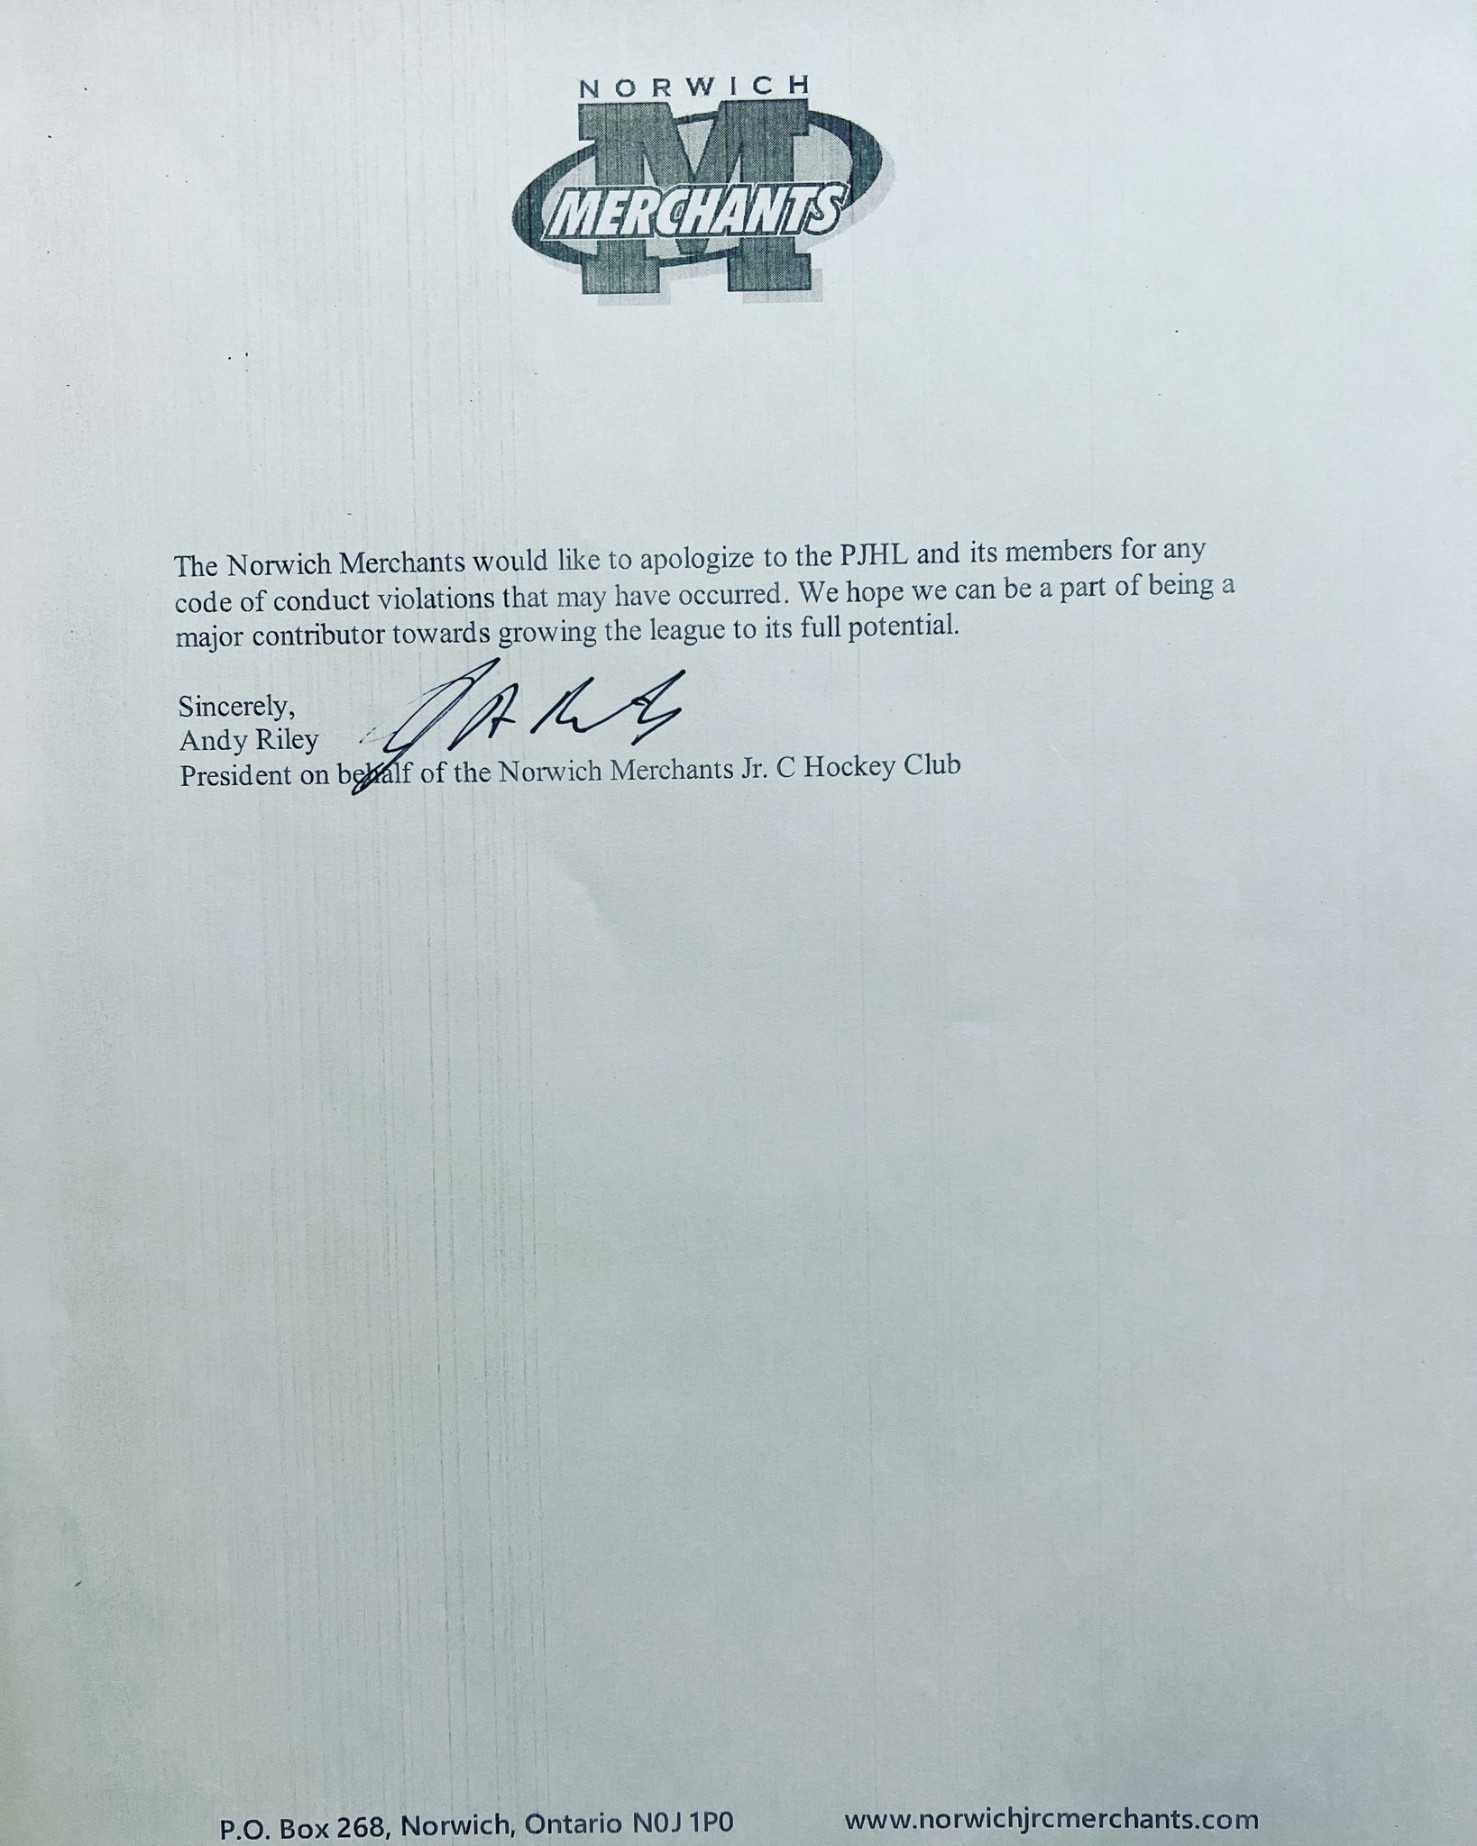 NORWICH
MERCHANTS
The Norwich Merchants would like to apologize to the PJHL and its members for any
code of conduct violations that may have occurred. We hope we can be a part of being a
major contributor towards growing the league to its full potential.
Sincerely,
Andy Riley
President on behalf of the Norwich Merchants Jr. C Hockey Club
P.O. Box 268, Norwich, Ontario N0J 1P0 www.norwichjrcmerchants.com